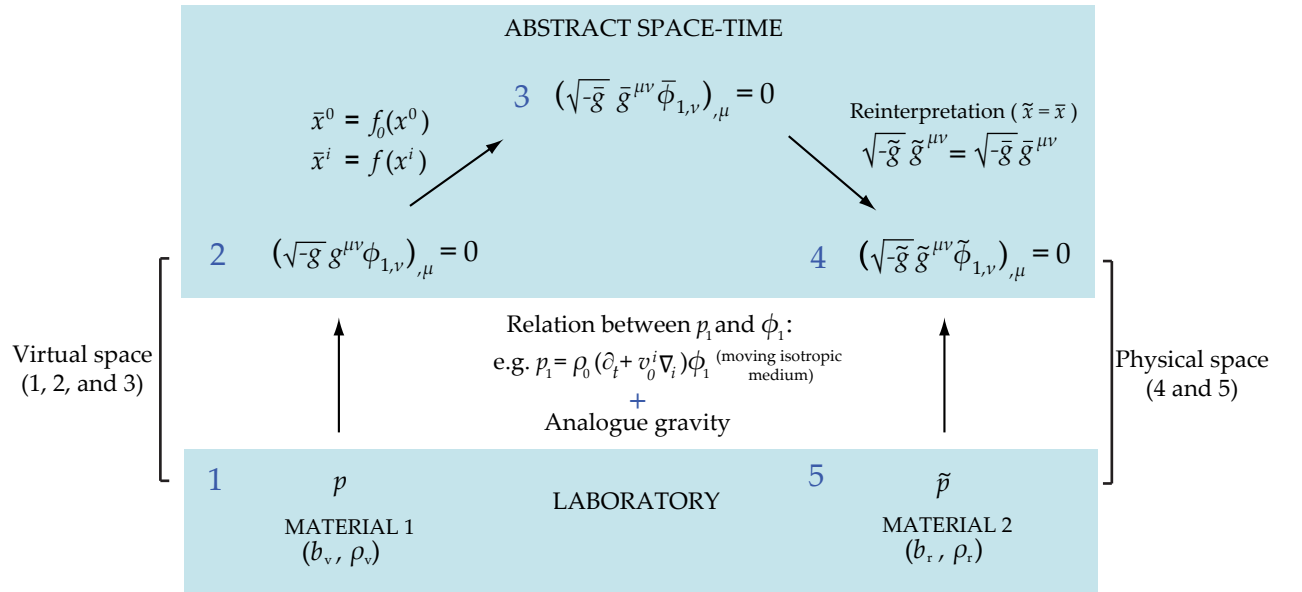 ABSTRACT SPACE-TIME
3 (√-ḡ ḡ^μν ϕ̄_1,ν)_,μ = 0
x̄^0 = f_0(x^0)
x̄^i = f(x^i)
Reinterpretation ( x̃ = x̄ )
√-g̃ g̃^μν = √-ḡ ḡ^μν
2 (√-g g^μν ϕ_1,ν)_,μ = 0
4 (√-g̃ g̃^μν ϕ̃_1,ν)_,μ = 0
Virtual space
(1, 2, and 3)
Relation between p_1 and ϕ_1:
e.g. p_1 = ρ_0 (∂_t + v_0^i ∇_i)ϕ_1 (moving isotropic
medium)
+
Analogue gravity
Physical space
(4 and 5)
1 p
MATERIAL 1
(b_v , ρ_v)
LABORATORY
5 p̃
MATERIAL 2
(b_r , ρ_r)